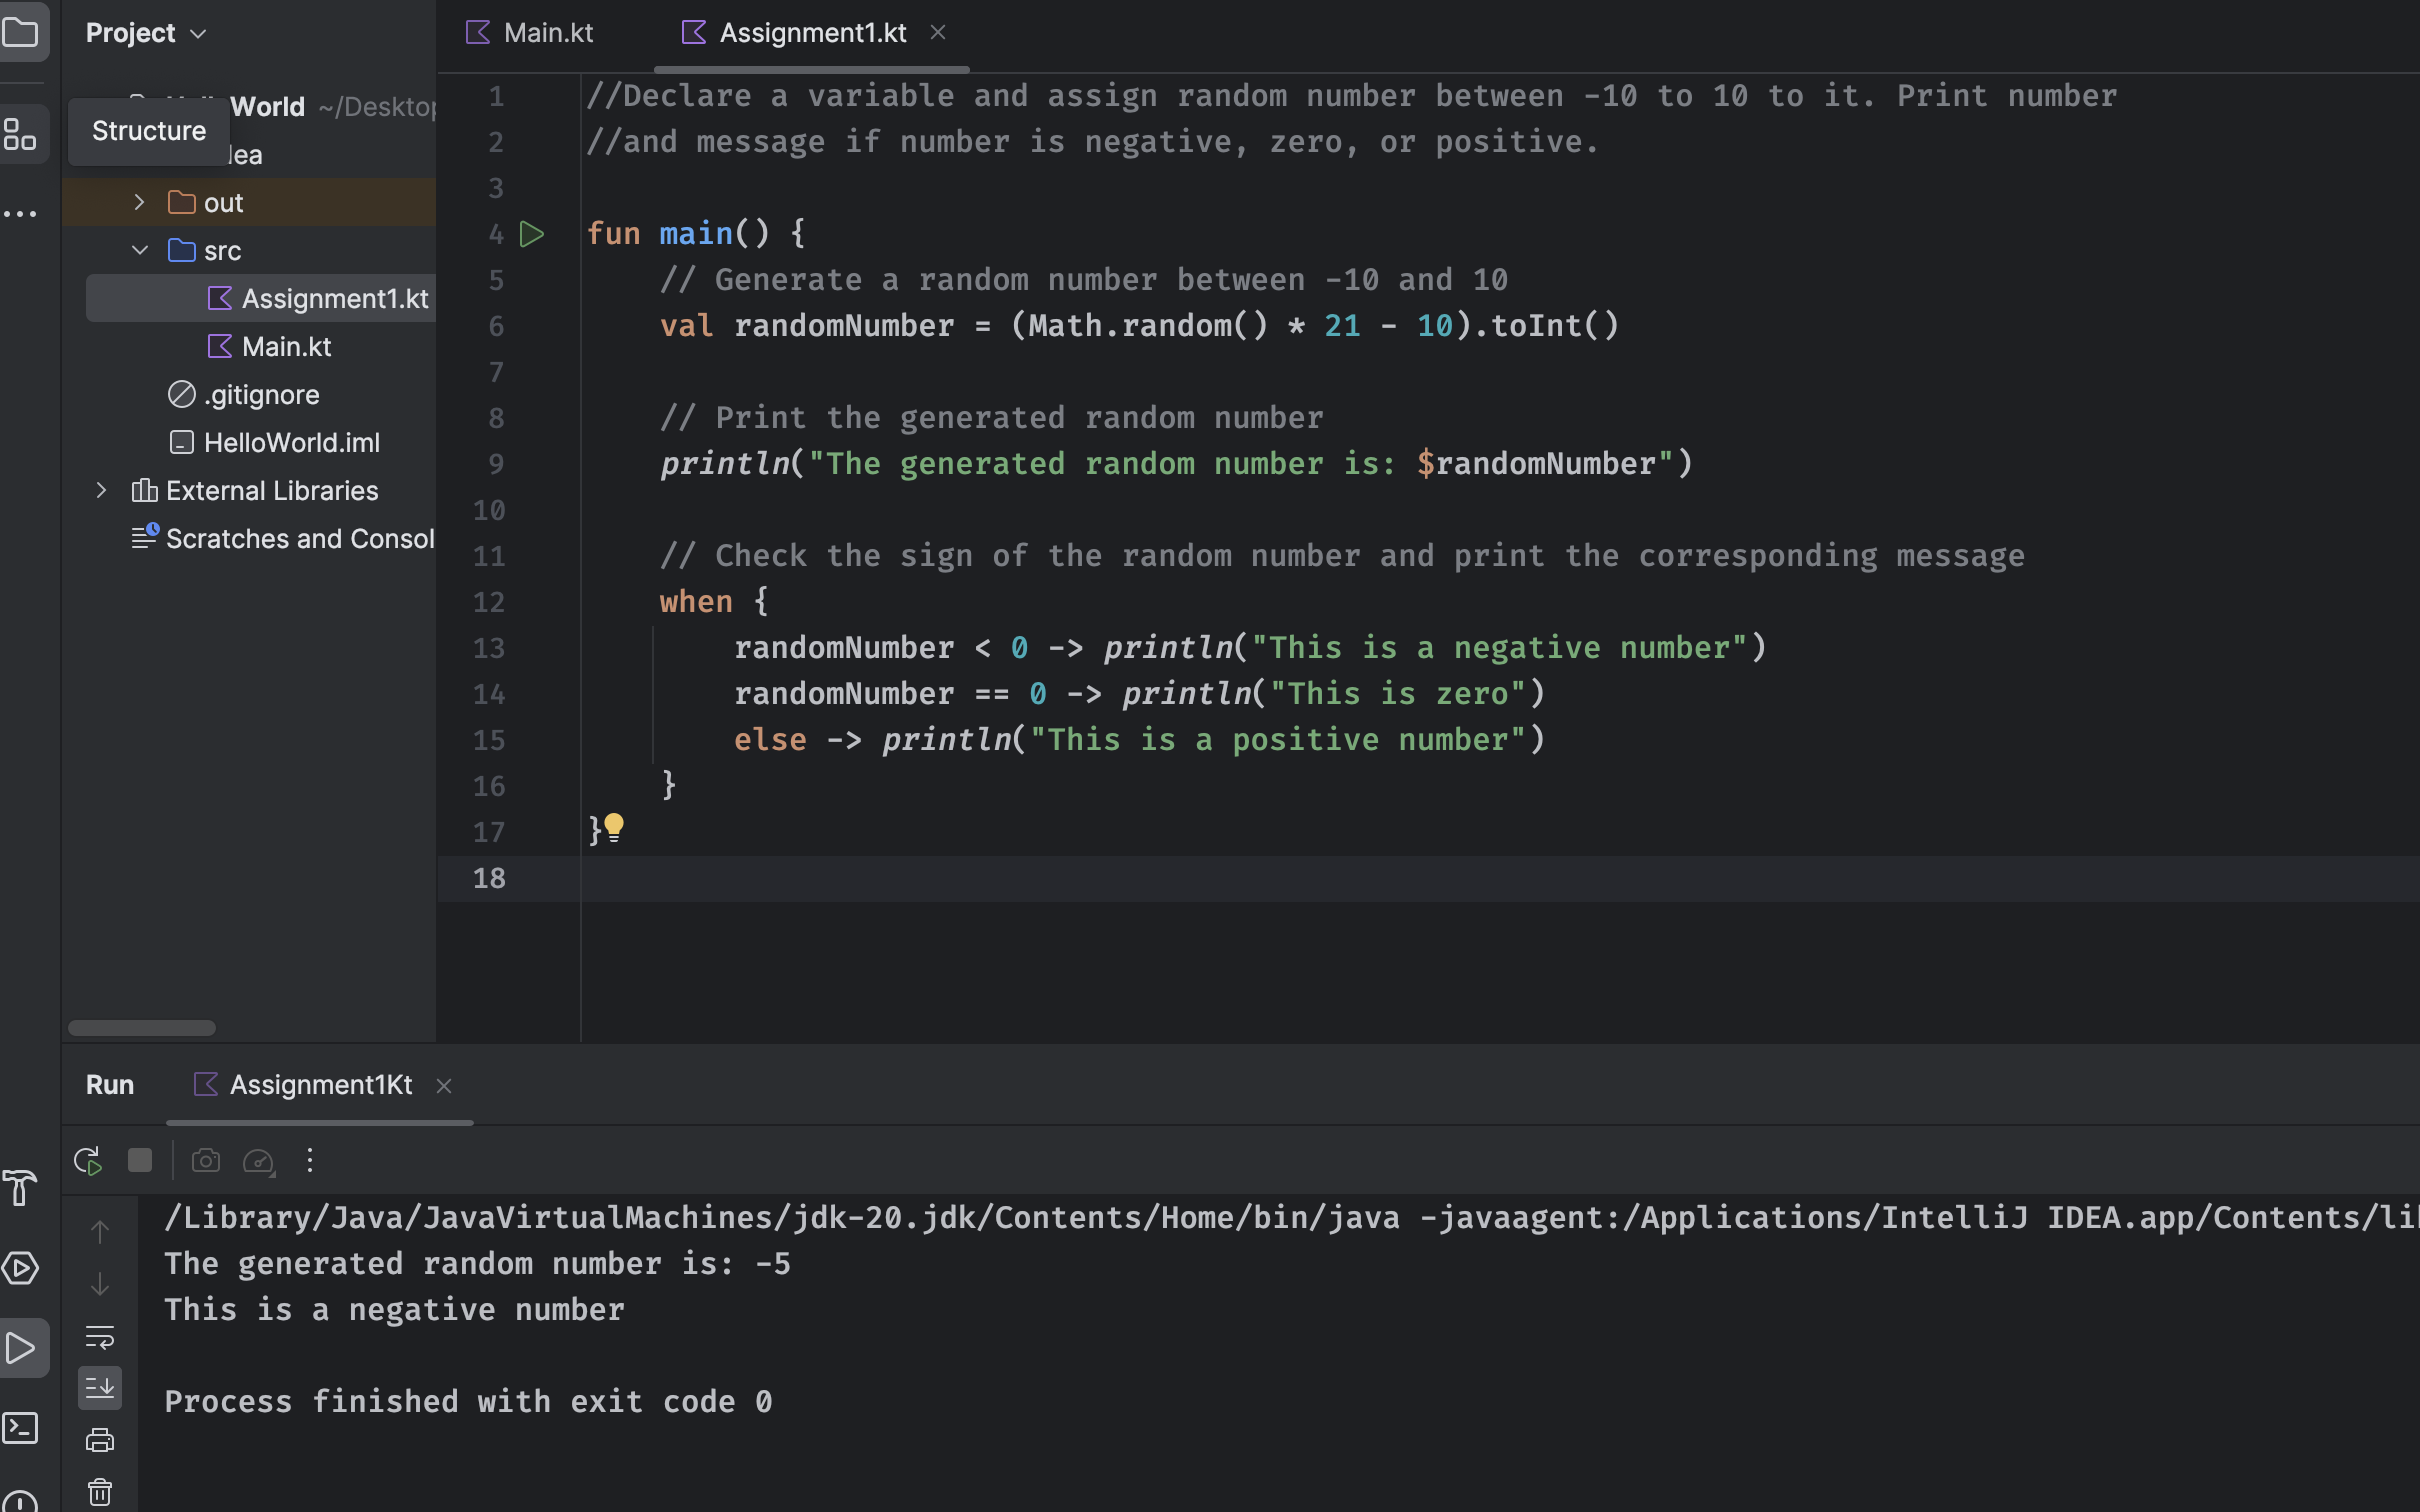 Project
Main.kt
Assignment1.kt
World ~/Desktop
Structure
out
src
Assignment1.kt
Main.kt
.gitignore
HelloWorld.iml
External Libraries
Scratches and Consol
1 //Declare a variable and assign random number between -10 to 10 to it. Print number
2 //and message if number is negative, zero, or positive.
3
4 fun main() {
5 // Generate a random number between -10 and 10
6 val randomNumber = (Math.random() * 21 - 10).toInt()
7
8 // Print the generated random number
9 println("The generated random number is: $randomNumber")
10
11 // Check the sign of the random number and print the corresponding message
12 when {
13 randomNumber < 0 -> println("This is a negative number")
14 randomNumber == 0 -> println("This is zero")
15 else -> println("This is a positive number")
16 }
17 }
18
Run
Assignment1Kt
/Library/Java/JavaVirtualMachines/jdk-20.jdk/Contents/Home/bin/java -javaagent:/Applications/IntelliJ IDEA.app/Contents/li
The generated random number is: -5
This is a negative number
Process finished with exit code 0